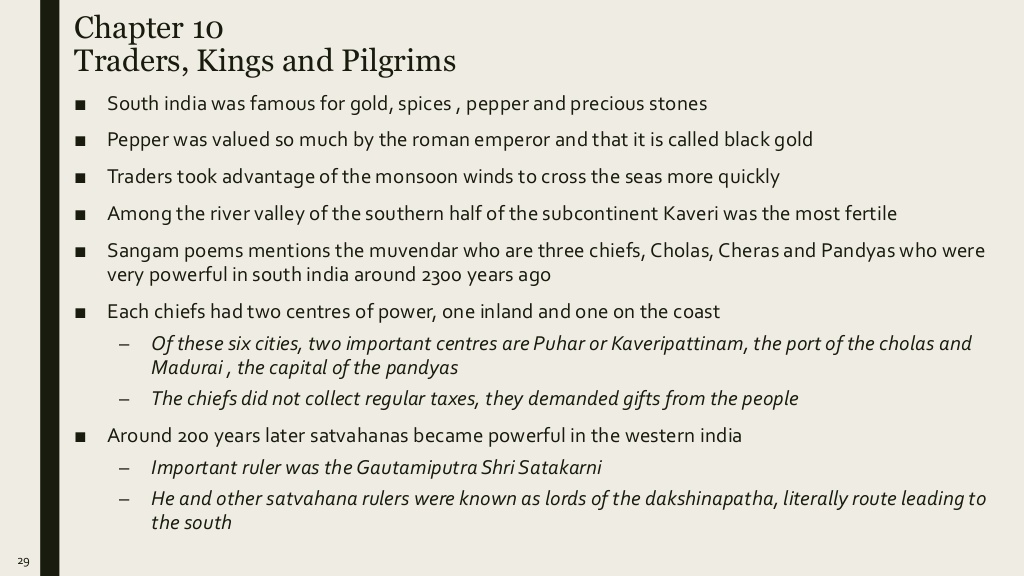 Chapter 10
Traders, Kings and Pilgrims
■ South india was famous for gold, spices , pepper and precious stones
■ Pepper was valued so much by the roman emperor and that it is called black gold
■ Traders took advantage of the monsoon winds to cross the seas more quickly
■ Among the river valley of the southern half of the subcontinent Kaveri was the most fertile
■ Sangam poems mentions the muvendar who are three chiefs, Cholas, Cheras and Pandyas who were
very powerful in south india around 2300 years ago
■ Each chiefs had two centres of power, one inland and one on the coast
– Of these six cities, two important centres are Puhar or Kaveripattinam, the port of the cholas and
Madurai , the capital of the pandyas
– The chiefs did not collect regular taxes, they demanded gifts from the people
■ Around 200 years later satvahanas became powerful in the western india
– Important ruler was the Gautamiputra Shri Satakarni
– He and other satvahana rulers were known as lords of the dakshinapatha, literally route leading to
the south
29